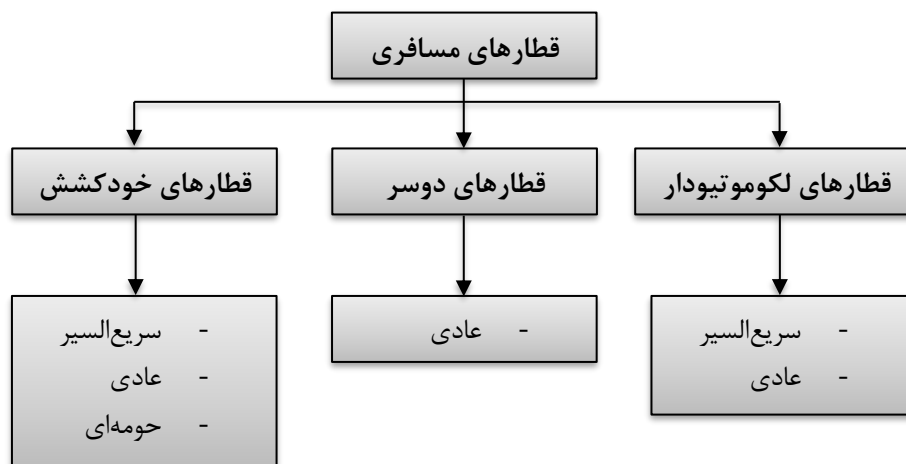 قطارهای مسافری
قطارهای لکوموتیودار
قطارهای دوسر
قطارهای خودکشش
- سریع‌السیر
- عادی
- عادی
- سریع‌السیر
- عادی
- حومه‌ای